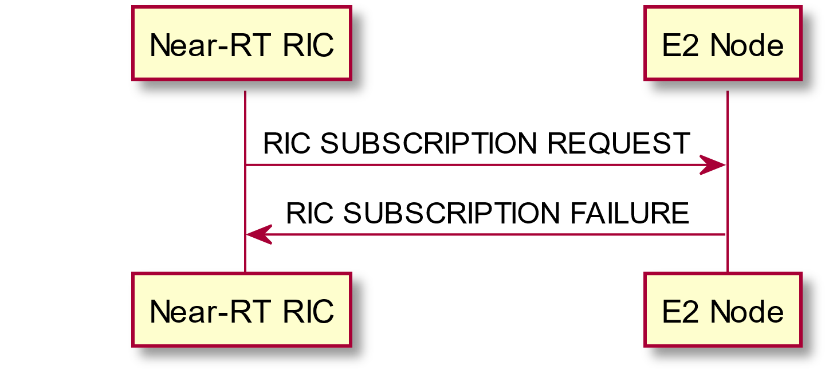 Near-RT RIC
E2 Node
RIC SUBSCRIPTION REQUEST
RIC SUBSCRIPTION FAILURE
Near-RT RIC
E2 Node